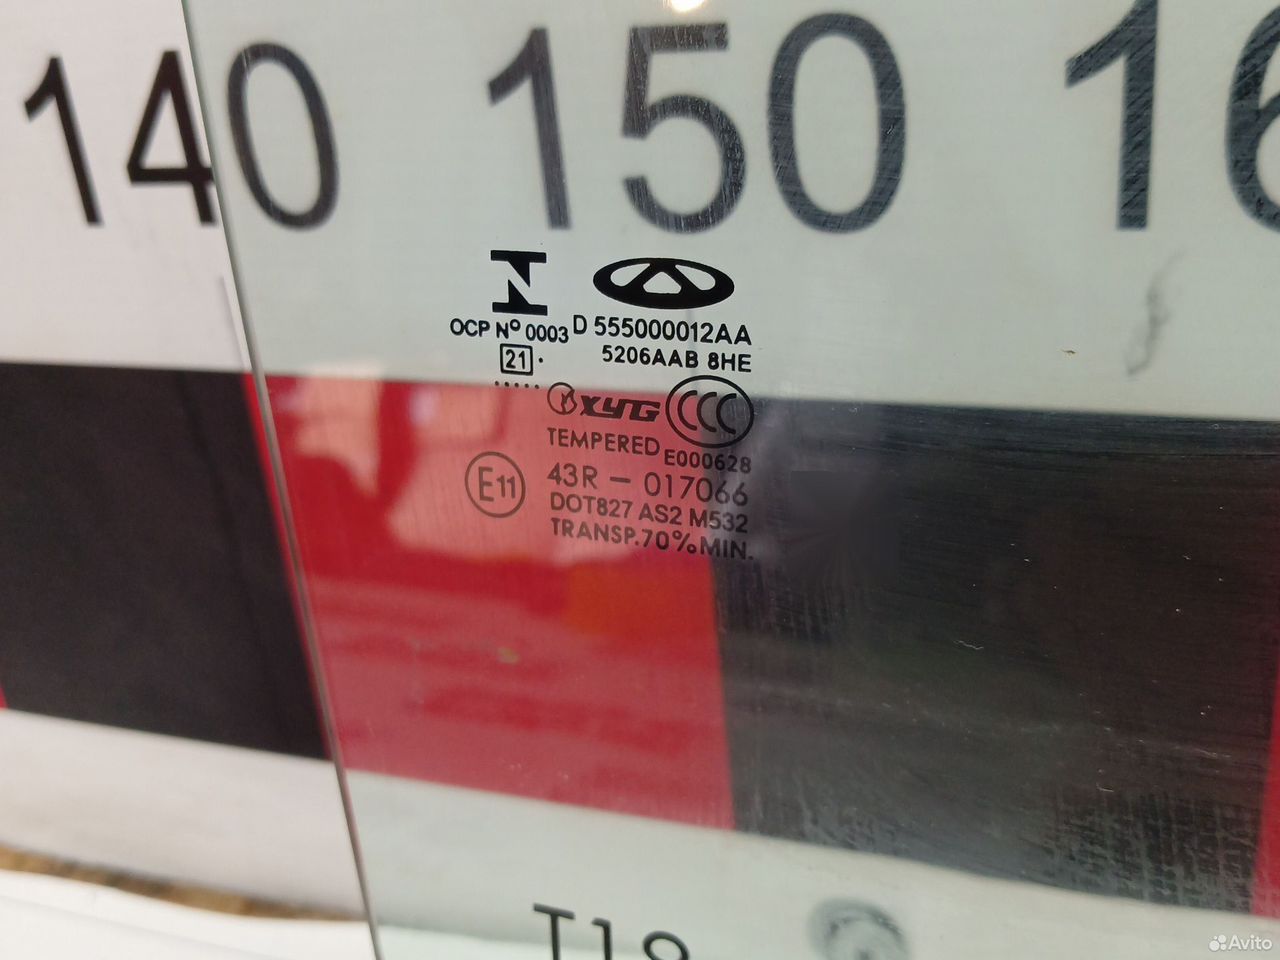 140 150 16
N
OCP Nº 0003 D 555000012AA
21 5206AAB 8HE
XYG CCC
TEMPERED E000628
E11 43R - 017066
DOT827 AS2 M532
TRANSP.70%MIN.
Avito